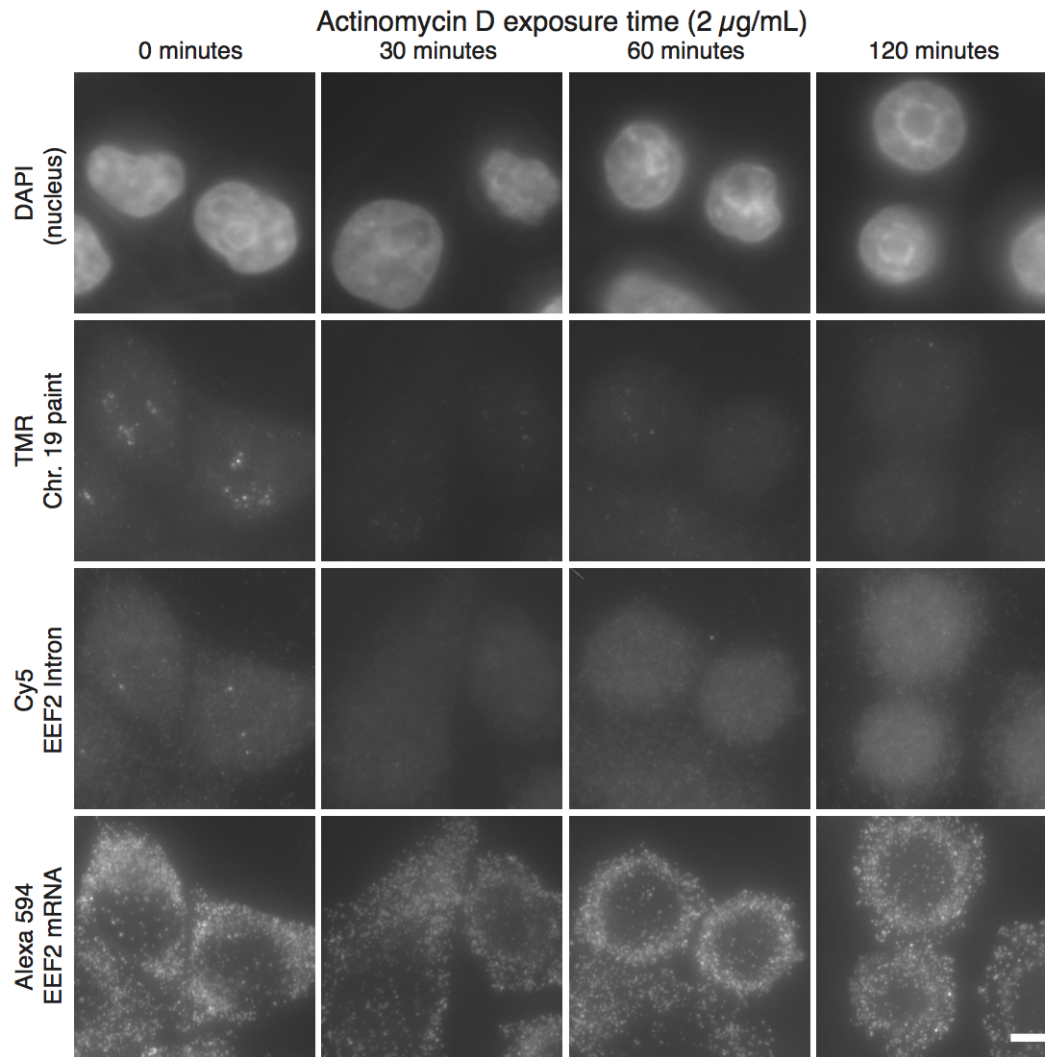 Actinomycin D exposure time (2 µg/mL)
0 minutes 30 minutes 60 minutes 120 minutes
DAPI
(nucleus)
TMR
Chr. 19 paint
Cy5
EEF2 Intron
Alexa 594
EEF2 mRNA